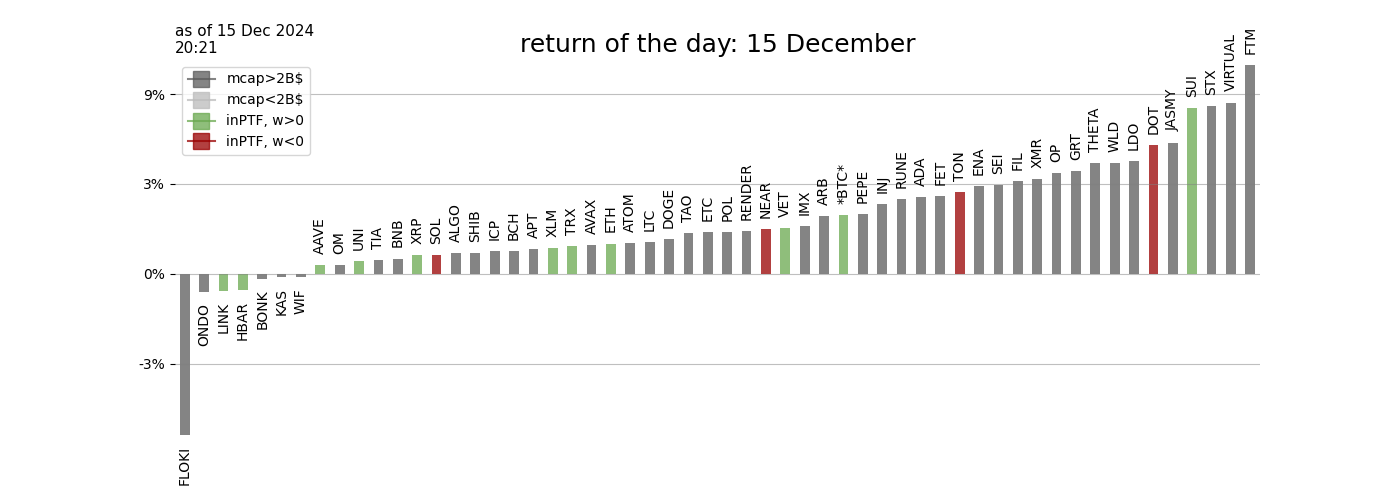 as of 15 Dec 2024
20:21
return of the day: 15 December
mcap>2B$
mcap<2B$
inPTF, w>0
inPTF, w<0
9%
3%
0%
-3%
FLOKI
ONDO
LINK
HBAR
BONK
KAS
WIF
AAVE
OM
UNI
TIA
BNB
XRP
SOL
ALGO
SHIB
ICP
BCH
APT
XLM
TRX
AVAX
ETH
ATOM
LTC
DOGE
TAO
ETC
POL
RENDER
NEAR
VET
IMX
ARB
*BTC*
PEPE
INJ
RUNE
ADA
FET
TON
ENA
SEI
FIL
XMR
OP
GRT
THETA
WLD
LDO
DOT
JASMY
SUI
STX
VIRTUAL
FTM